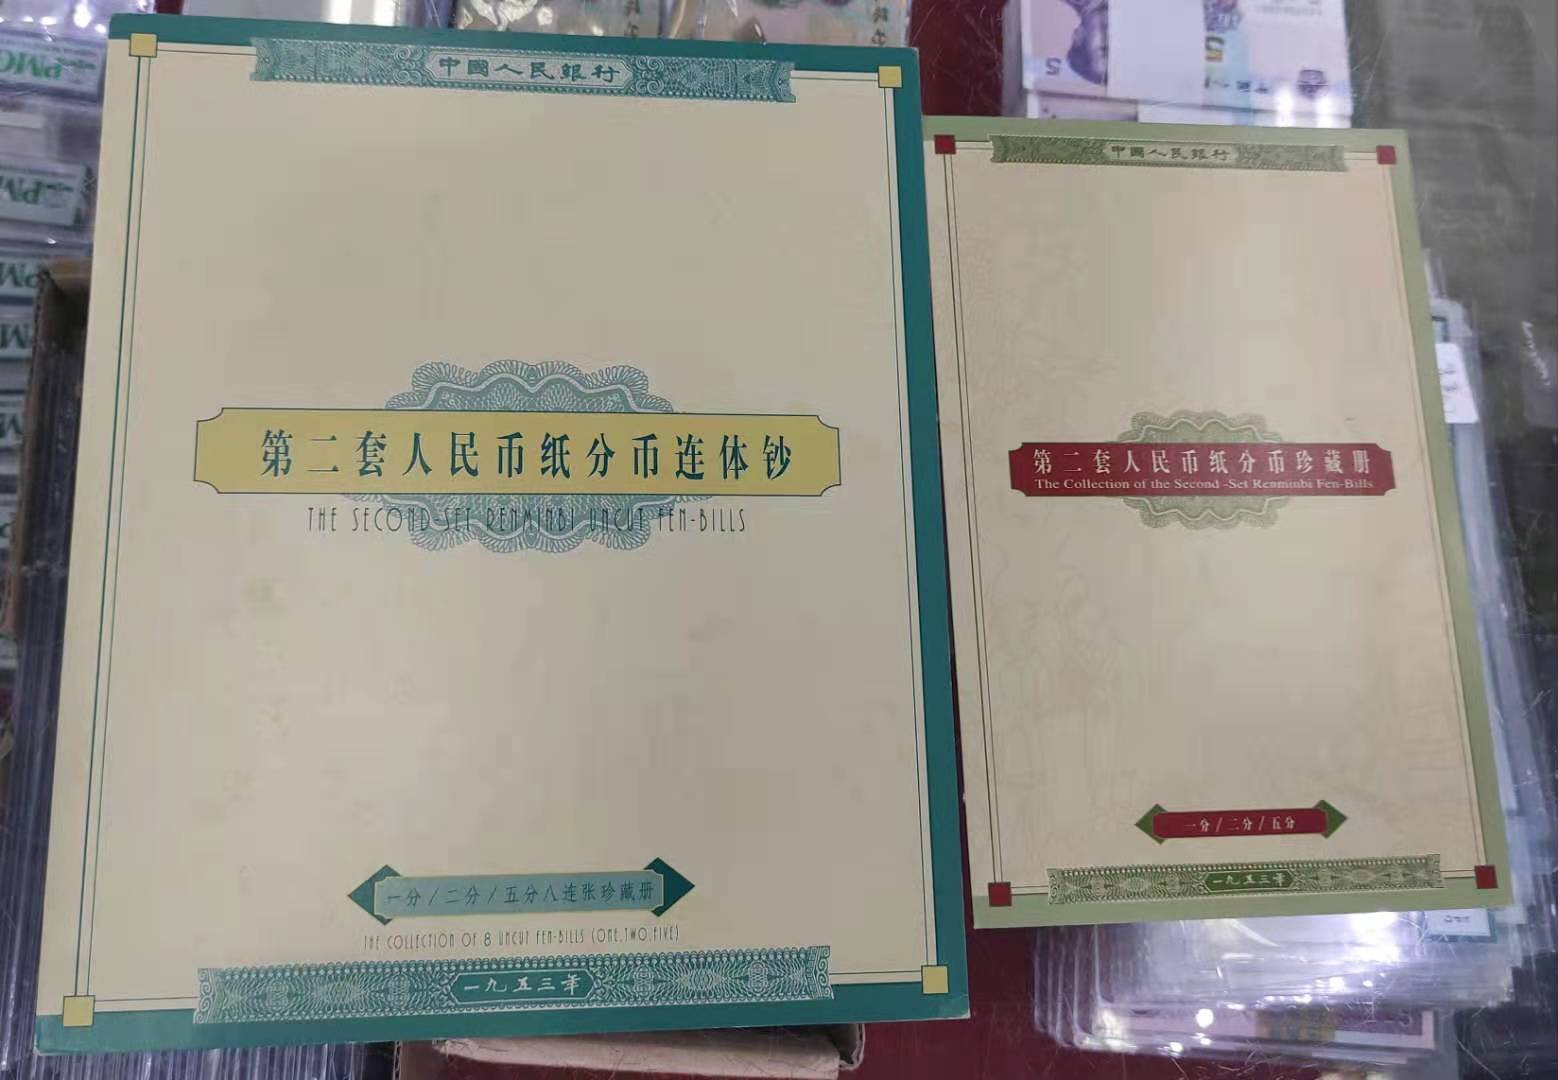 中國人民銀行
第二套人民币纸分币连体钞
THE SECOND-SET RENMINBI UNCUT FEN-BILLS
一分/二分/五分八连张珍藏册
THE COLLECTION OF 8 UNCUT FEN-BILLS (ONE.TWO.FIVE)
一九五三年
中國人民銀行
第二套人民币纸分币珍藏册
The Collection of the Second -Set Renminbi Fen-Bills
一分/二分/五分
一九五三年
PMG
PMG
5
5